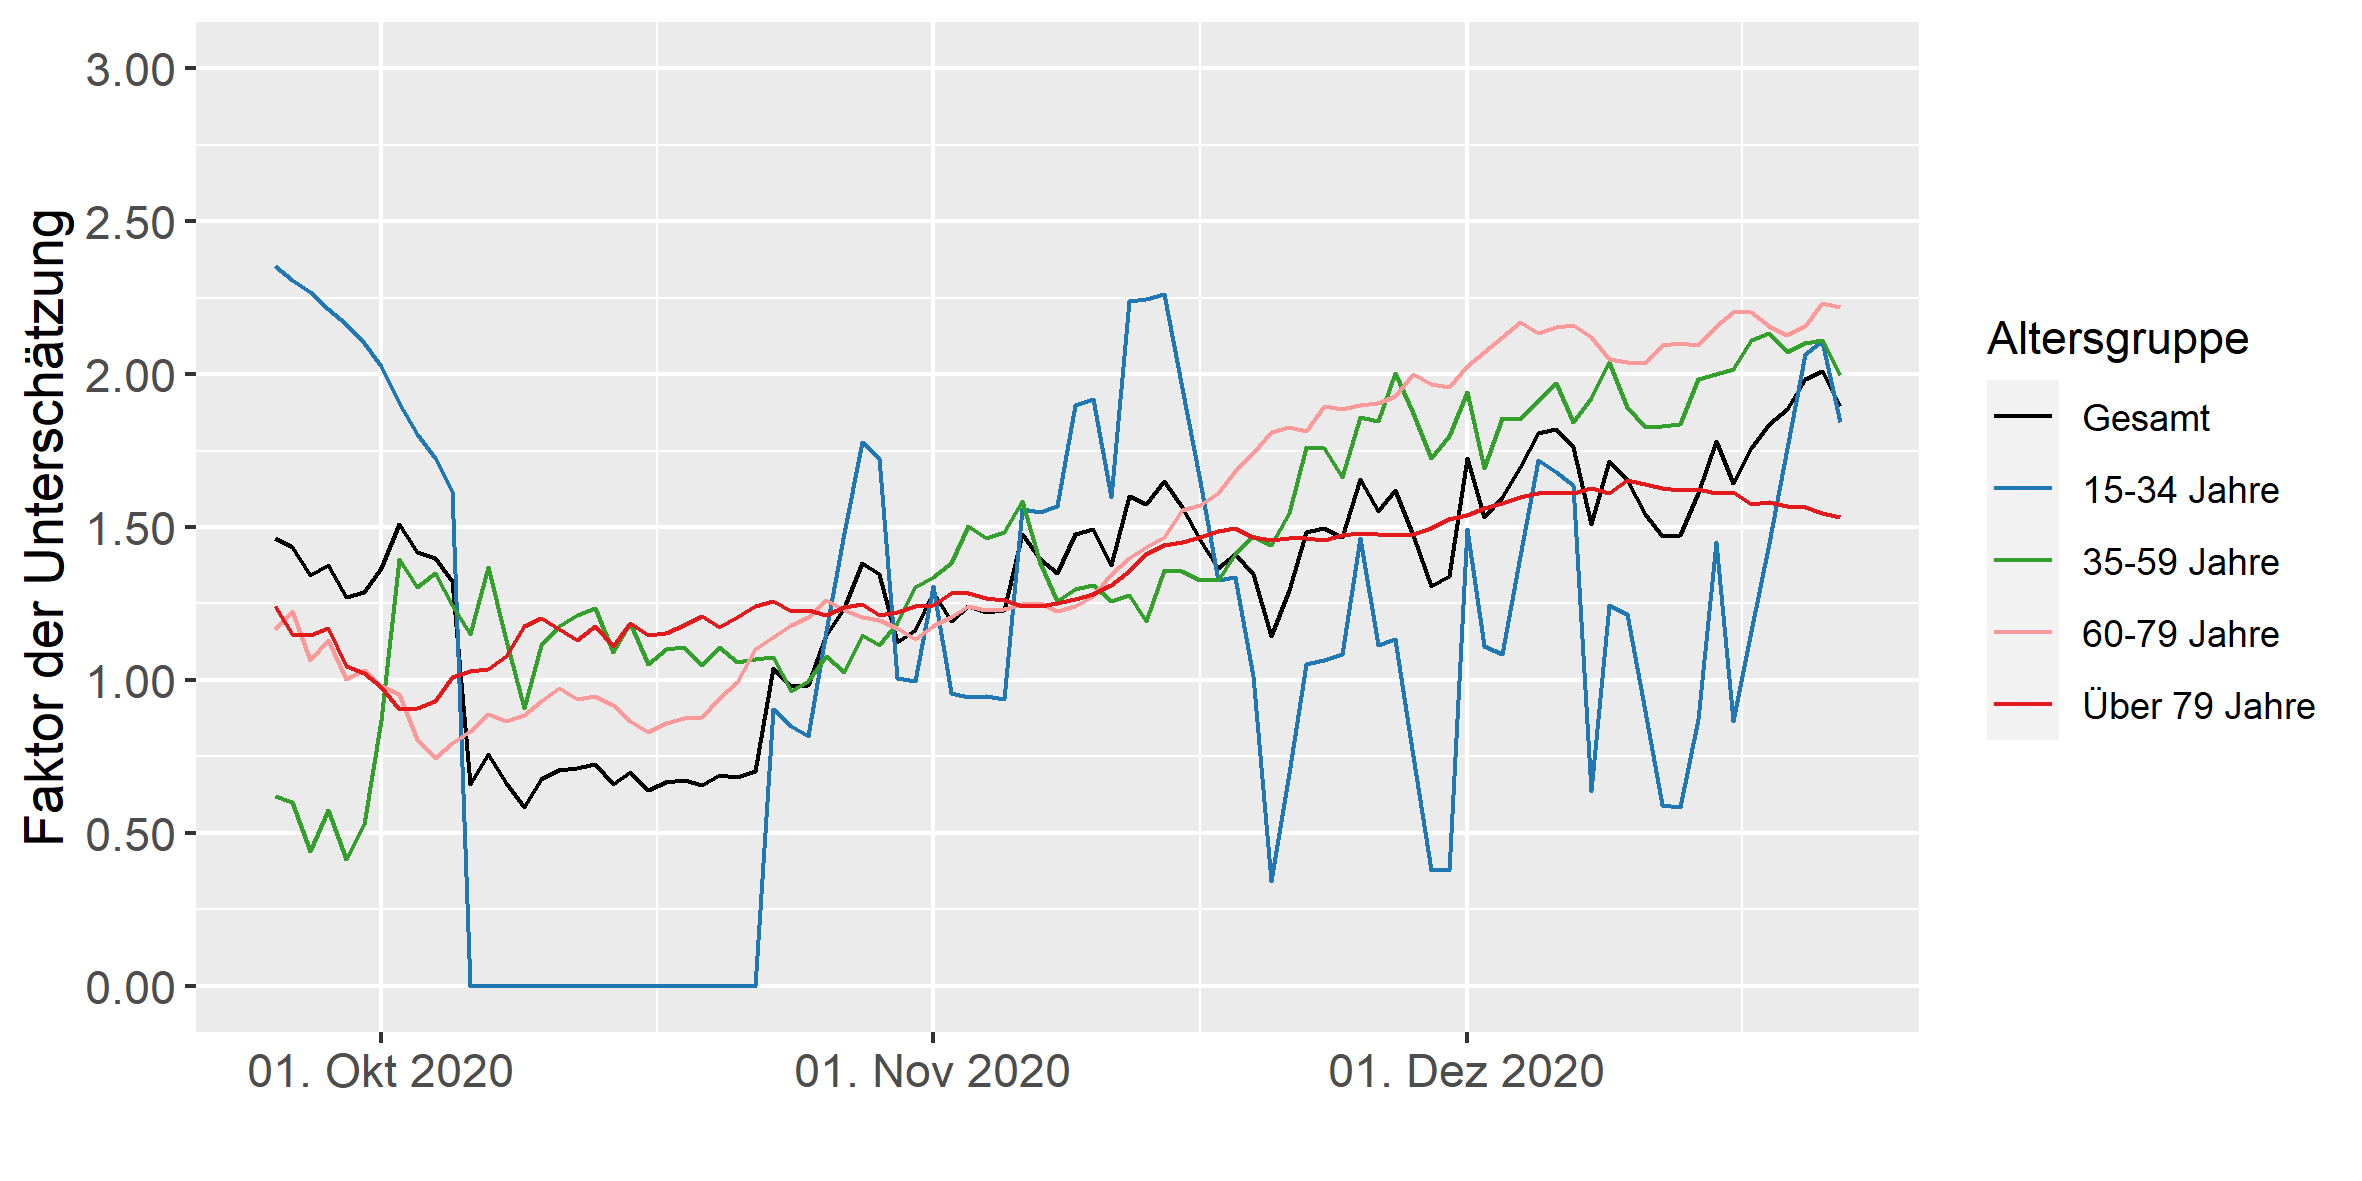 Faktor der Unterschätzung
3.00
2.50
2.00
1.50
1.00
0.50
0.00
01. Okt 2020
01. Nov 2020
01. Dez 2020
Altersgruppe
Gesamt
15-34 Jahre
35-59 Jahre
60-79 Jahre
Über 79 Jahre